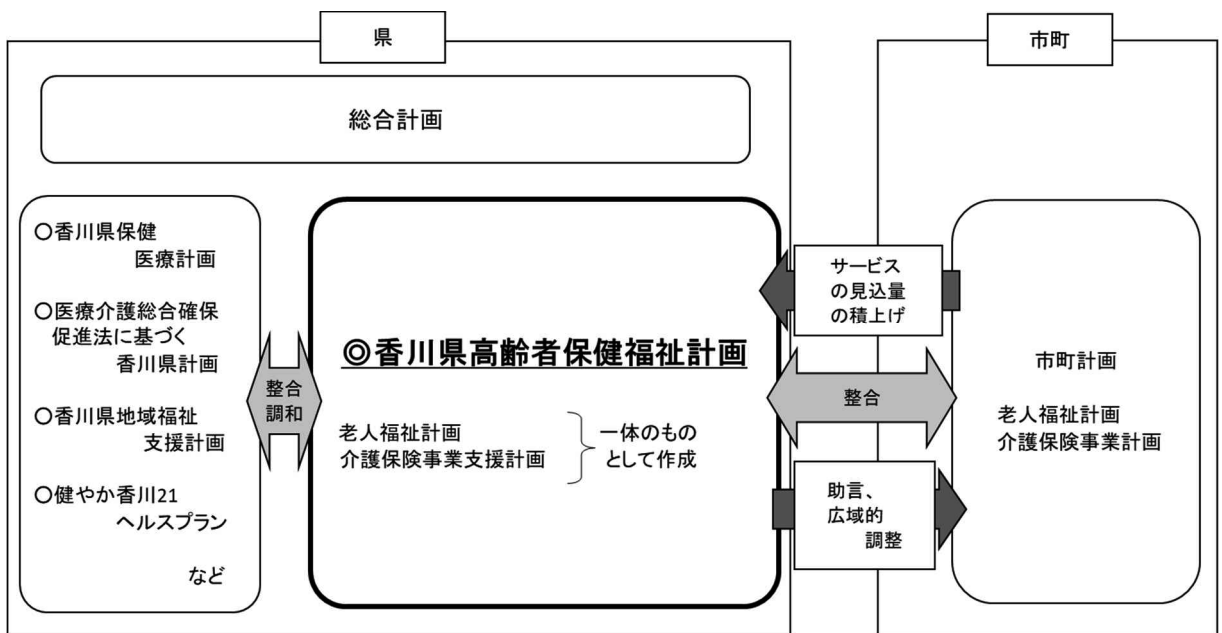 県
市町
総合計画
〇香川県保健
医療計画
〇医療介護総合確保
促進法に基づく
香川県計画
〇香川県地域福祉
支援計画
〇健やか香川21
ヘルスプラン
など
整合
調和
◎香川県高齢者保健福祉計画
老人福祉計画
介護保険事業支援計画
一体のもの
として作成
サービス
の見込量
の積上げ
整合
助言、
広域的
調整
市町計画
老人福祉計画
介護保険事業計画